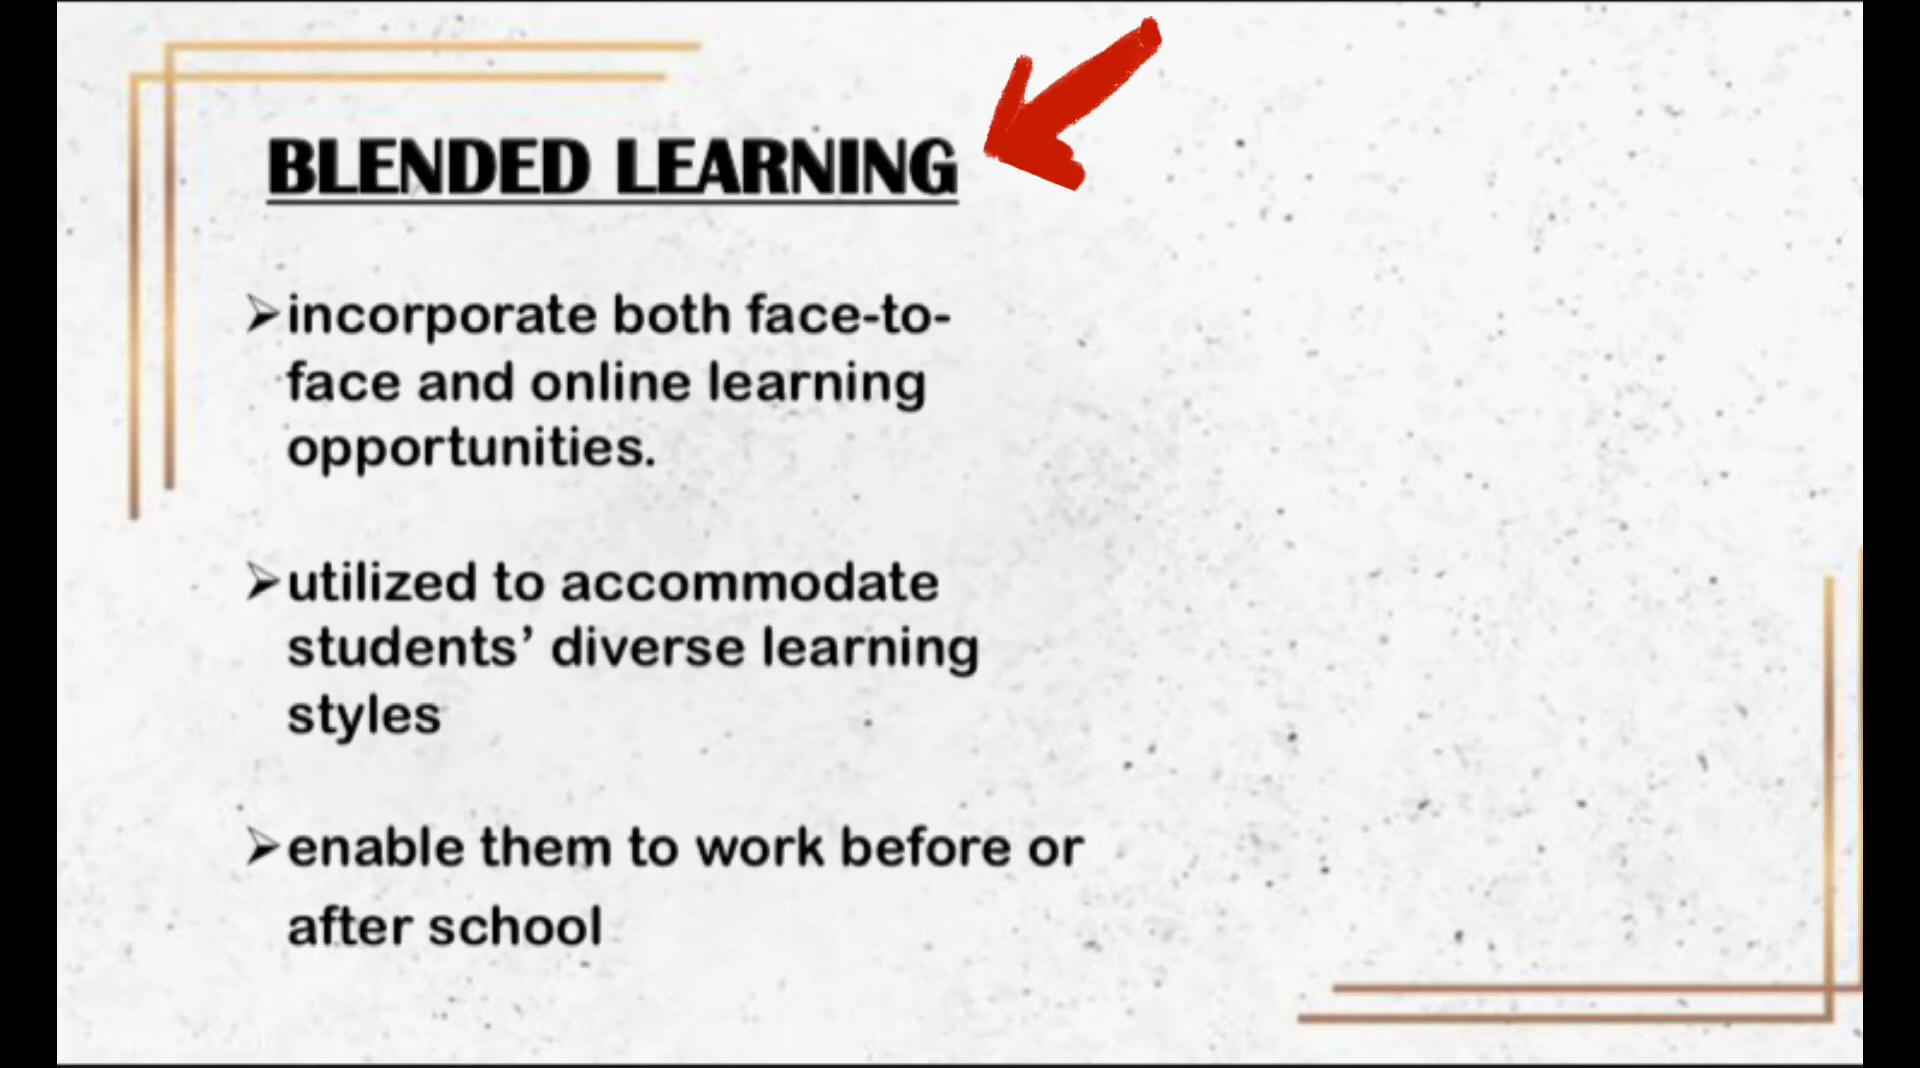 BLENDED LEARNING
➢incorporate both face-to-
face and online learning
opportunities.
➢utilized to accommodate
students’ diverse learning
styles
➢enable them to work before or
after school